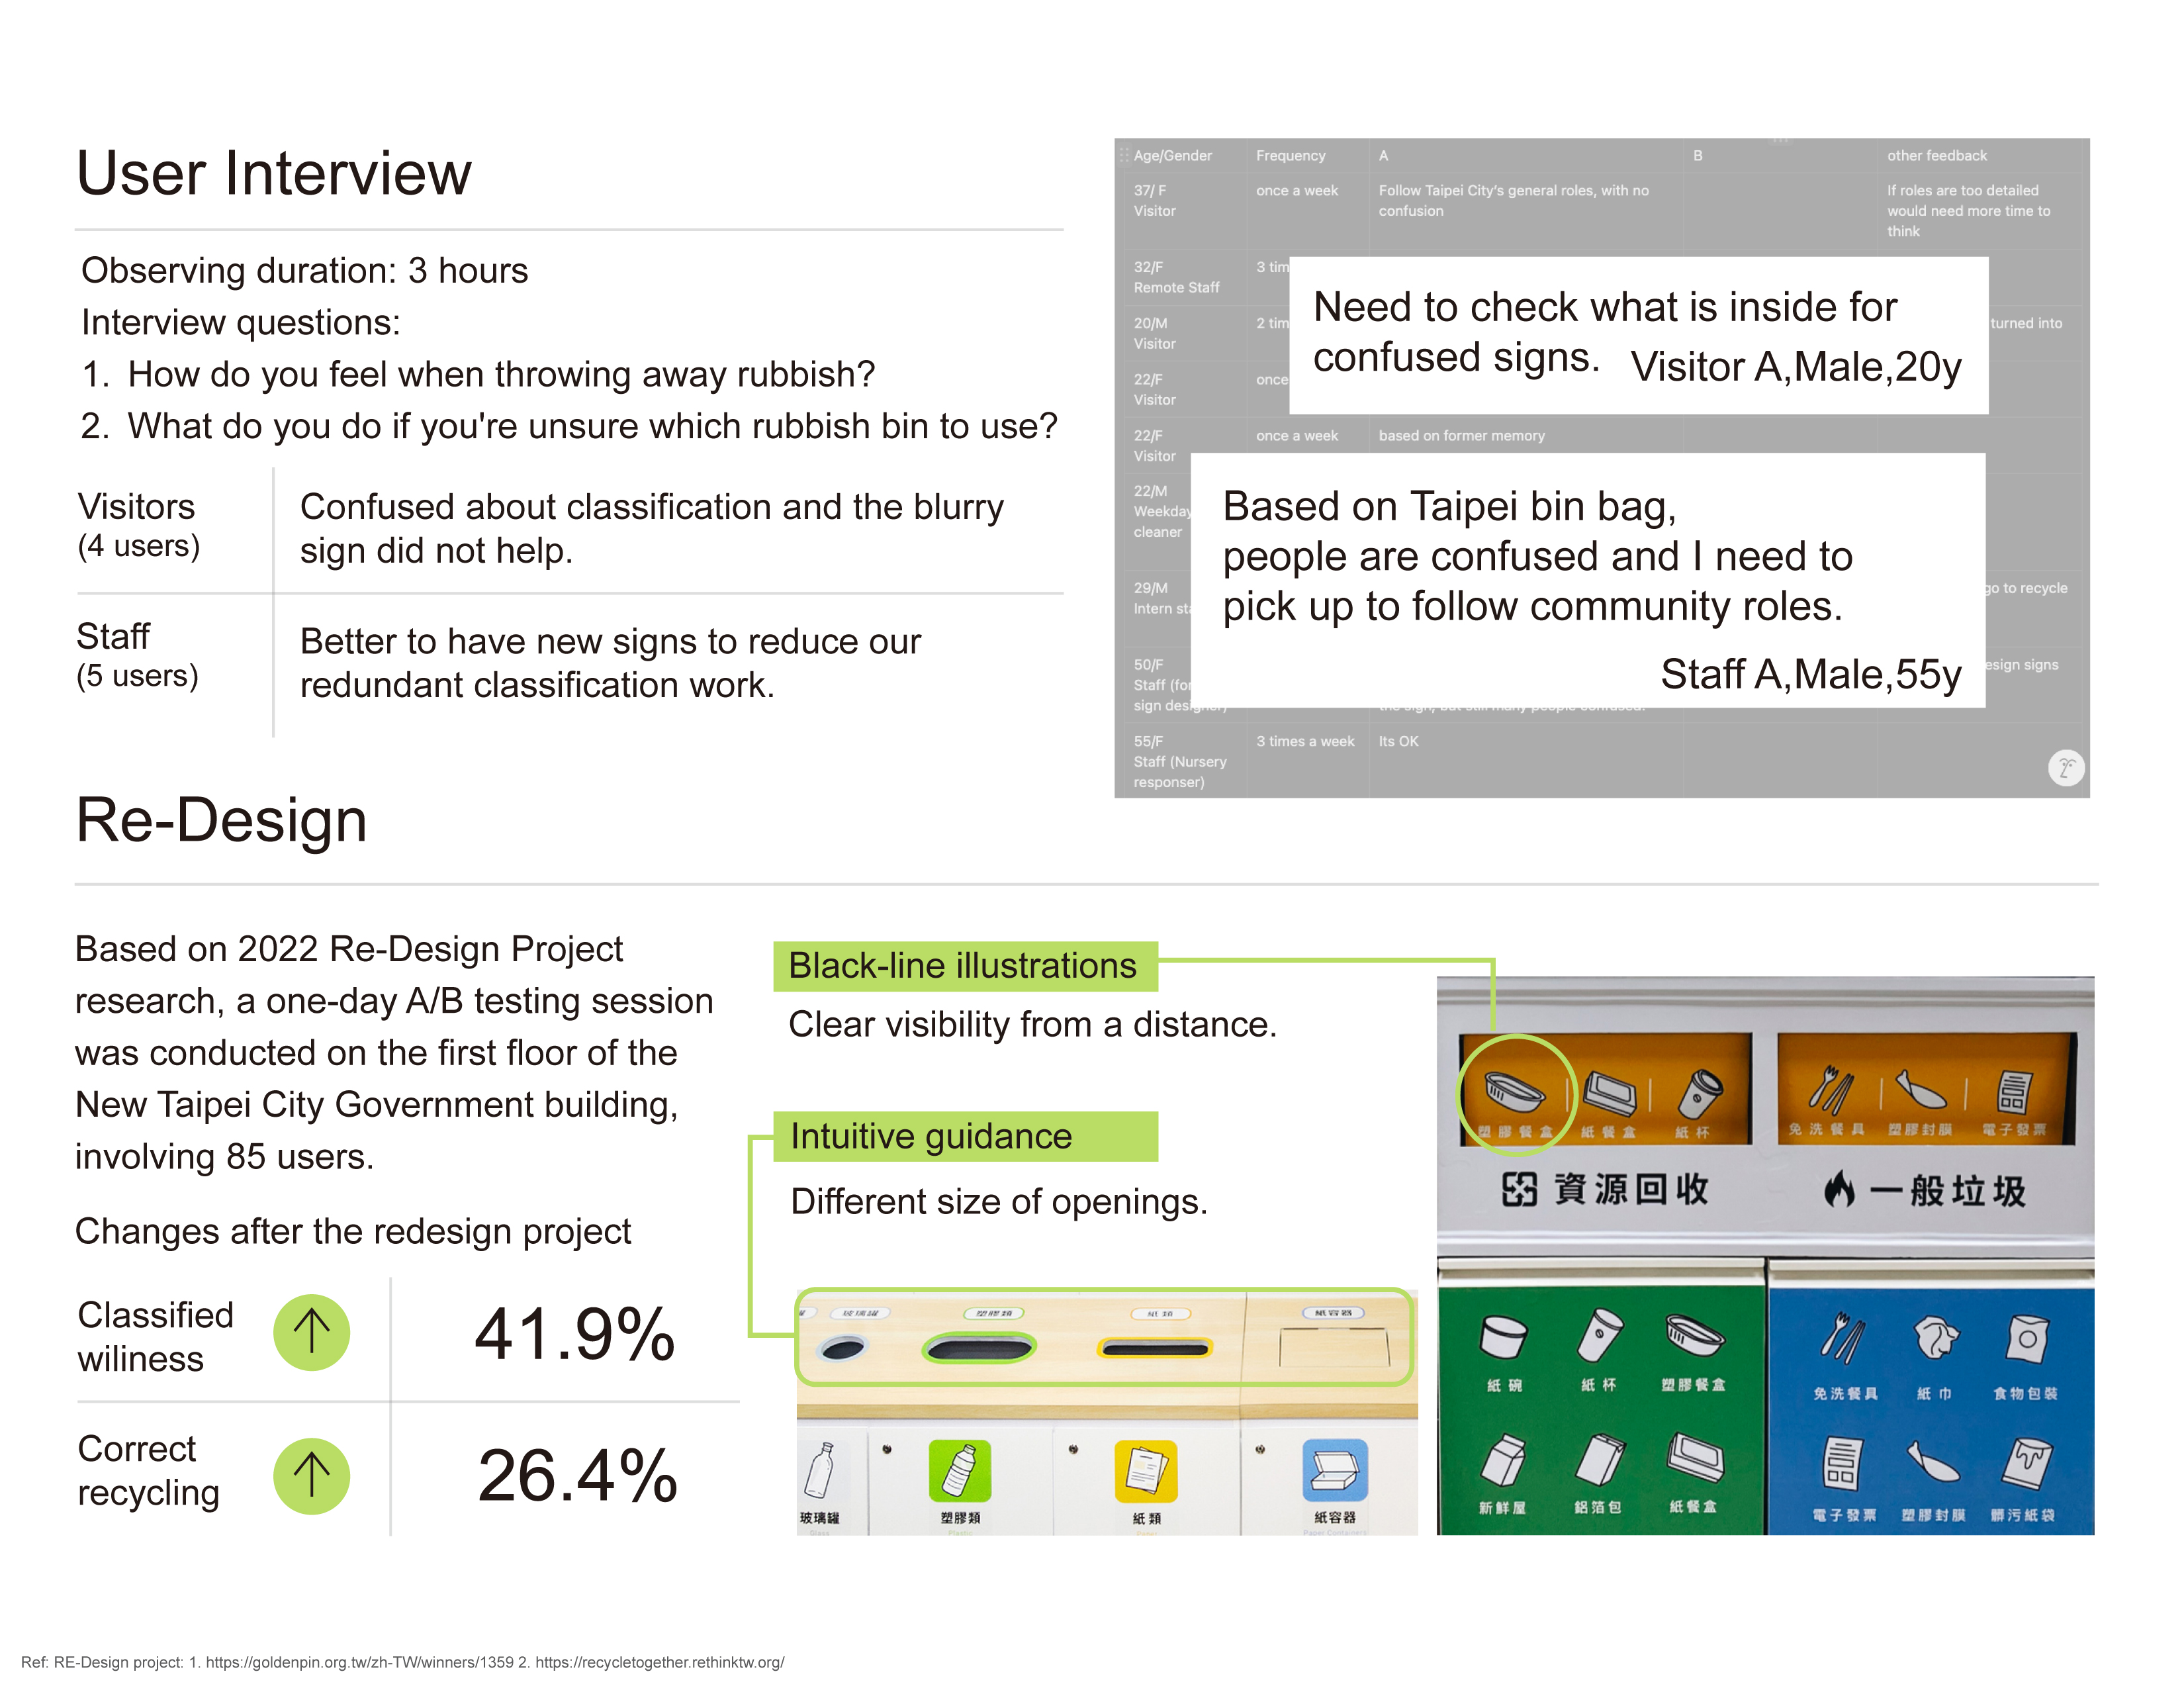 User Interview
Observing duration: 3 hours
Interview questions:
1. How do you feel when throwing away rubbish?
2. What do you do if you're unsure which rubbish bin to use?
Visitors
(4 users)
Confused about classification and the blurry
sign did not help.
Staff
(5 users)
Better to have new signs to reduce our
redundant classification work.
Age/Gender Frequency A B other feedback
37/ F
Visitor
once a week
Follow Taipei City's general roles, with no
confusion
If roles are too detailed
would need more time to
think
32/F
Remote Staff
3 tim
20/M
Visitor
2 tim
turned into
22/F
Visitor
once
22/F
Visitor
once a week
based on former memory
22/M
Weekday
cleaner
29/M
Intern sta
go to recycle
50/F
Staff (for
sign designer)
the sign, but still many people confused.
esign signs
55/F
Staff (Nursery
responser)
3 times a week
Its OK
Need to check what is inside for
confused signs.
Visitor A,Male,20y
Based on Taipei bin bag,
people are confused and I need to
pick up to follow community roles.
Staff A,Male,55y
Re-Design
Based on 2022 Re-Design Project
research, a one-day A/B testing session
was conducted on the first floor of the
New Taipei City Government building,
involving 85 users.
Changes after the redesign project
Classified
wiliness
41.9%
Correct
recycling
26.4%
Black-line illustrations
Clear visibility from a distance.
Intuitive guidance
Different size of openings.
玻璃罐 塑膠類 紙類 紙容器
玻璃罐 塑膠類 紙類 紙容器
Glass Plastic Paper Paper Containers
塑膠餐盒 紙餐盒 紙杯
免洗餐具 塑膠封膜 電子發票
資源回收
一般垃圾
紙碗 紙杯 塑膠餐盒
新鮮屋 鋁箔包 紙餐盒
免洗餐具 紙巾 食物包裝
電子發票 塑膠封膜 髒污紙袋
Ref: RE-Design project: 1. https://goldenpin.org.tw/zh-TW/winners/1359 2. https://recycletogether.rethinktw.org/